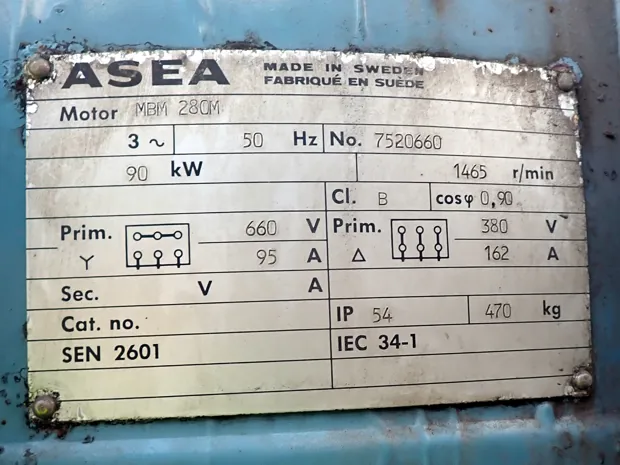 ASEA MADE IN SWEDEN
FABRIQUÉ EN SUÈDE
Motor MBM 280M
3 ~ 50 Hz No. 7520660
90 kW 1465 r/min
Cl. B cosφ 0,90
Prim. 660 V Prim. 380 V
Y 95 A Δ 162 A
Sec. V A
Cat. no. IP 54 470 kg
SEN 2601 IEC 34-1